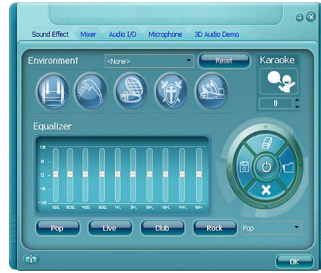 Sound Effect Mixer Audio I/O Microphone 3D Audio Demo
Environment <None> Reset Karaoke
0
Equalizer
Pop Live Club Rock Pop
OK